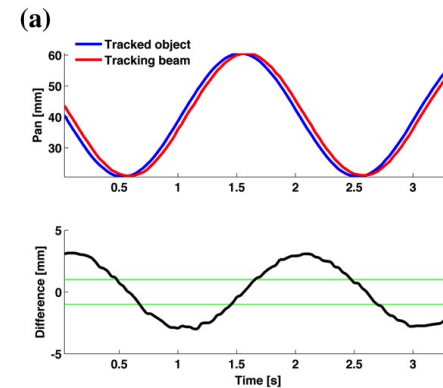 (a)
Tracked object
Tracking beam
Pan [mm]
60
50
40
30
0.5 1 1.5 2 2.5 3
Difference [mm]
5
0
-5
0.5 1 1.5 2 2.5 3
Time [s]